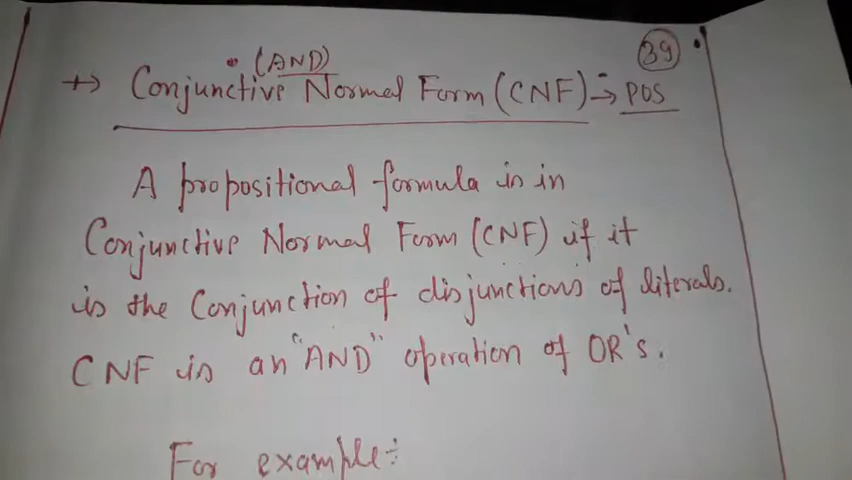 (AND)
39
+> Conjunctive Normal Form (CNF) :-> POS
A propositional formula is in
Conjunctive Normal Form (CNF) if it
is the Conjunction of disjunctions of literals.
CNF is an "AND" operation of OR's.
For example:-